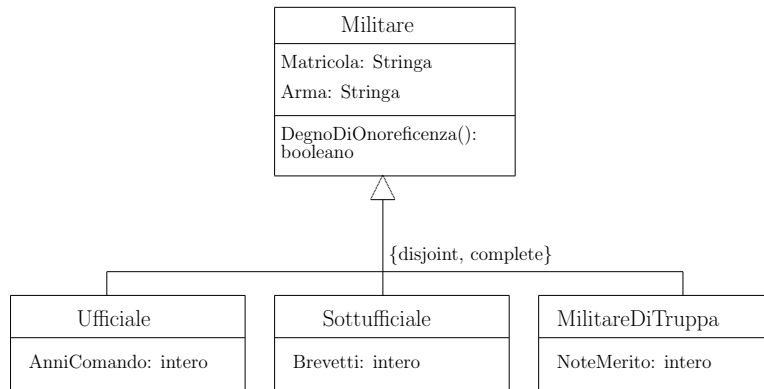 Militare
Matricola: Stringa
Arma: Stringa
DegnoDiOnoreficenza():
booleano
{disjoint, complete}
Ufficiale
Sottufficiale
MilitareDiTruppa
AnniComando: intero
Brevetti: intero
NoteMerito: intero